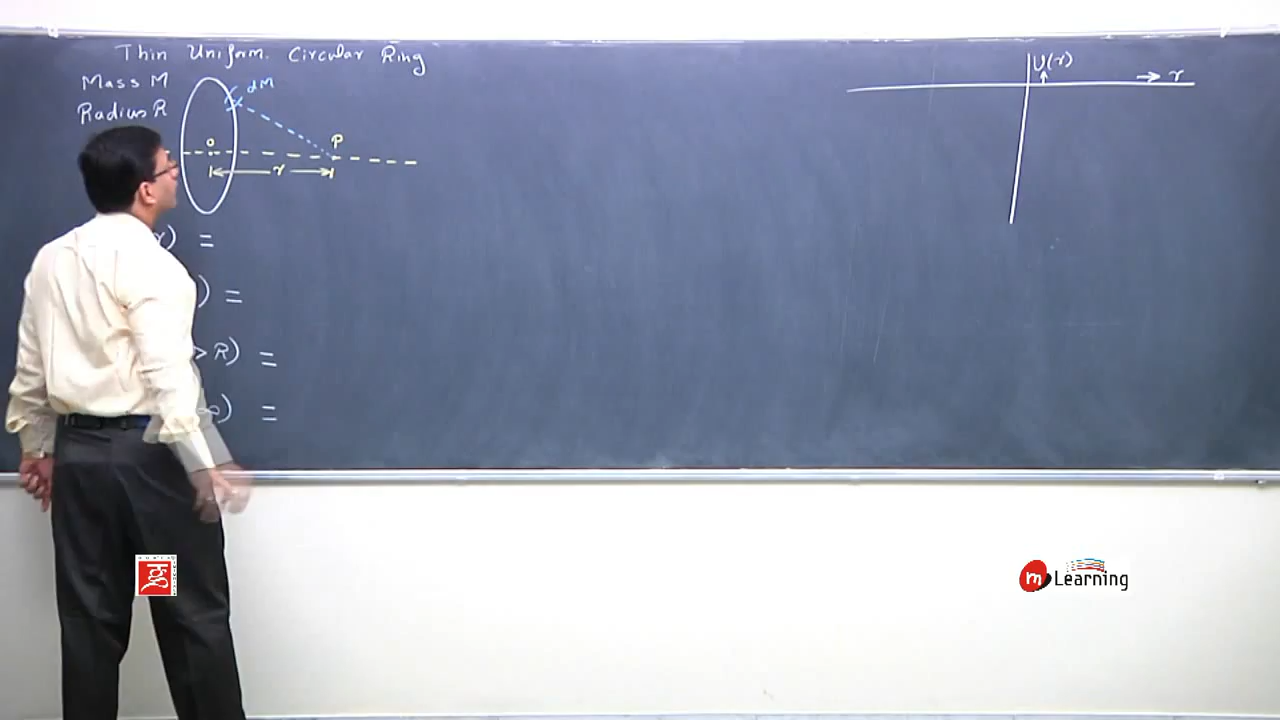 Thin Uniform. Circular Ring
Mass M
Radius R
dM
O
P
r
r) =
) =
> R) =
∞) =
U(r)
r
m Learning